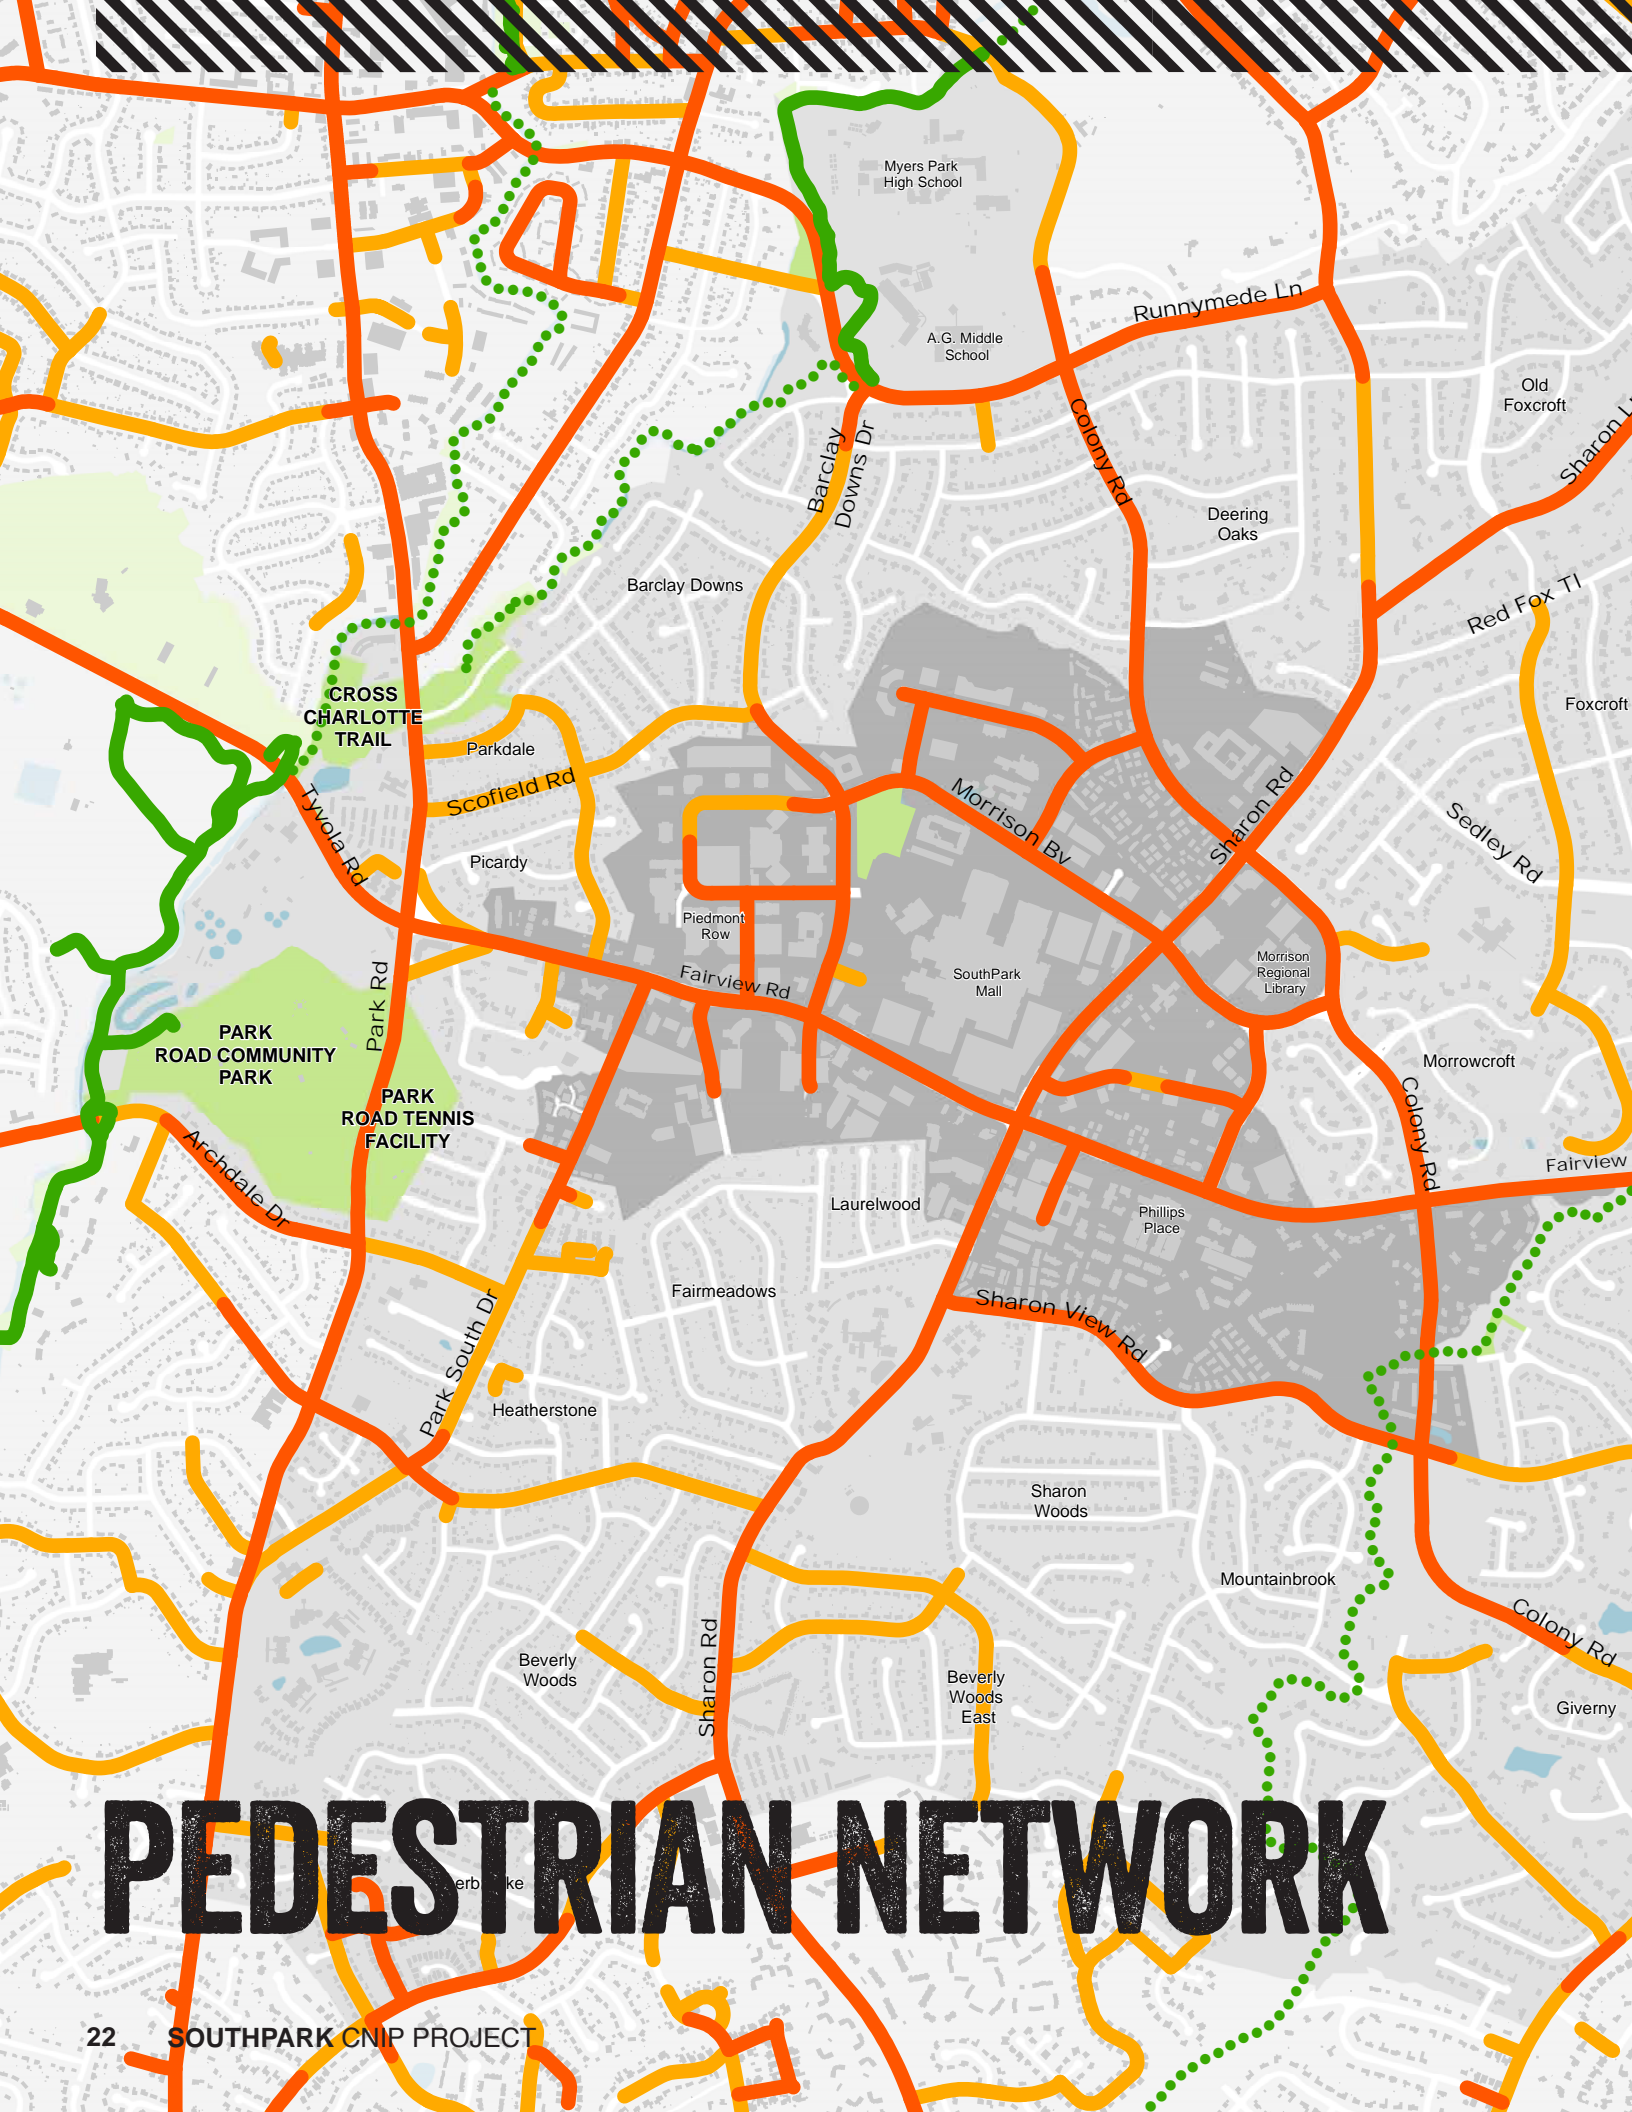 Myers Park
High School
A.G. Middle
School
Runnymede Ln
Old
Foxcroft
Sharon L
Barclay
Downs Dr
Colony Rd
Deering
Oaks
Barclay Downs
Red Fox Tl
Foxcroft
CROSS
CHARLOTTE
TRAIL
Parkdale
Scofield Rd
Tyvola Rd
Picardy
Morrison Bv
Sharon Rd
Sedley Rd
Piedmont
Row
Fairview Rd
SouthPark
Mall
Morrison
Regional
Library
Park Rd
PARK
ROAD COMMUNITY
PARK
PARK
ROAD TENNIS
FACILITY
Morrowcroft
Colony Rd
Fairview
Archdale Dr
Laurelwood
Phillips
Place
Fairmeadows
Sharon View Rd
Park South Dr
Heatherstone
Sharon
Woods
Mountainbrook
Colony Rd
Beverly
Woods
Sharon Rd
Beverly
Woods
East
Giverny
PEDESTRIAN NETWORK
22 SOUTHPARK CNIP PROJECT